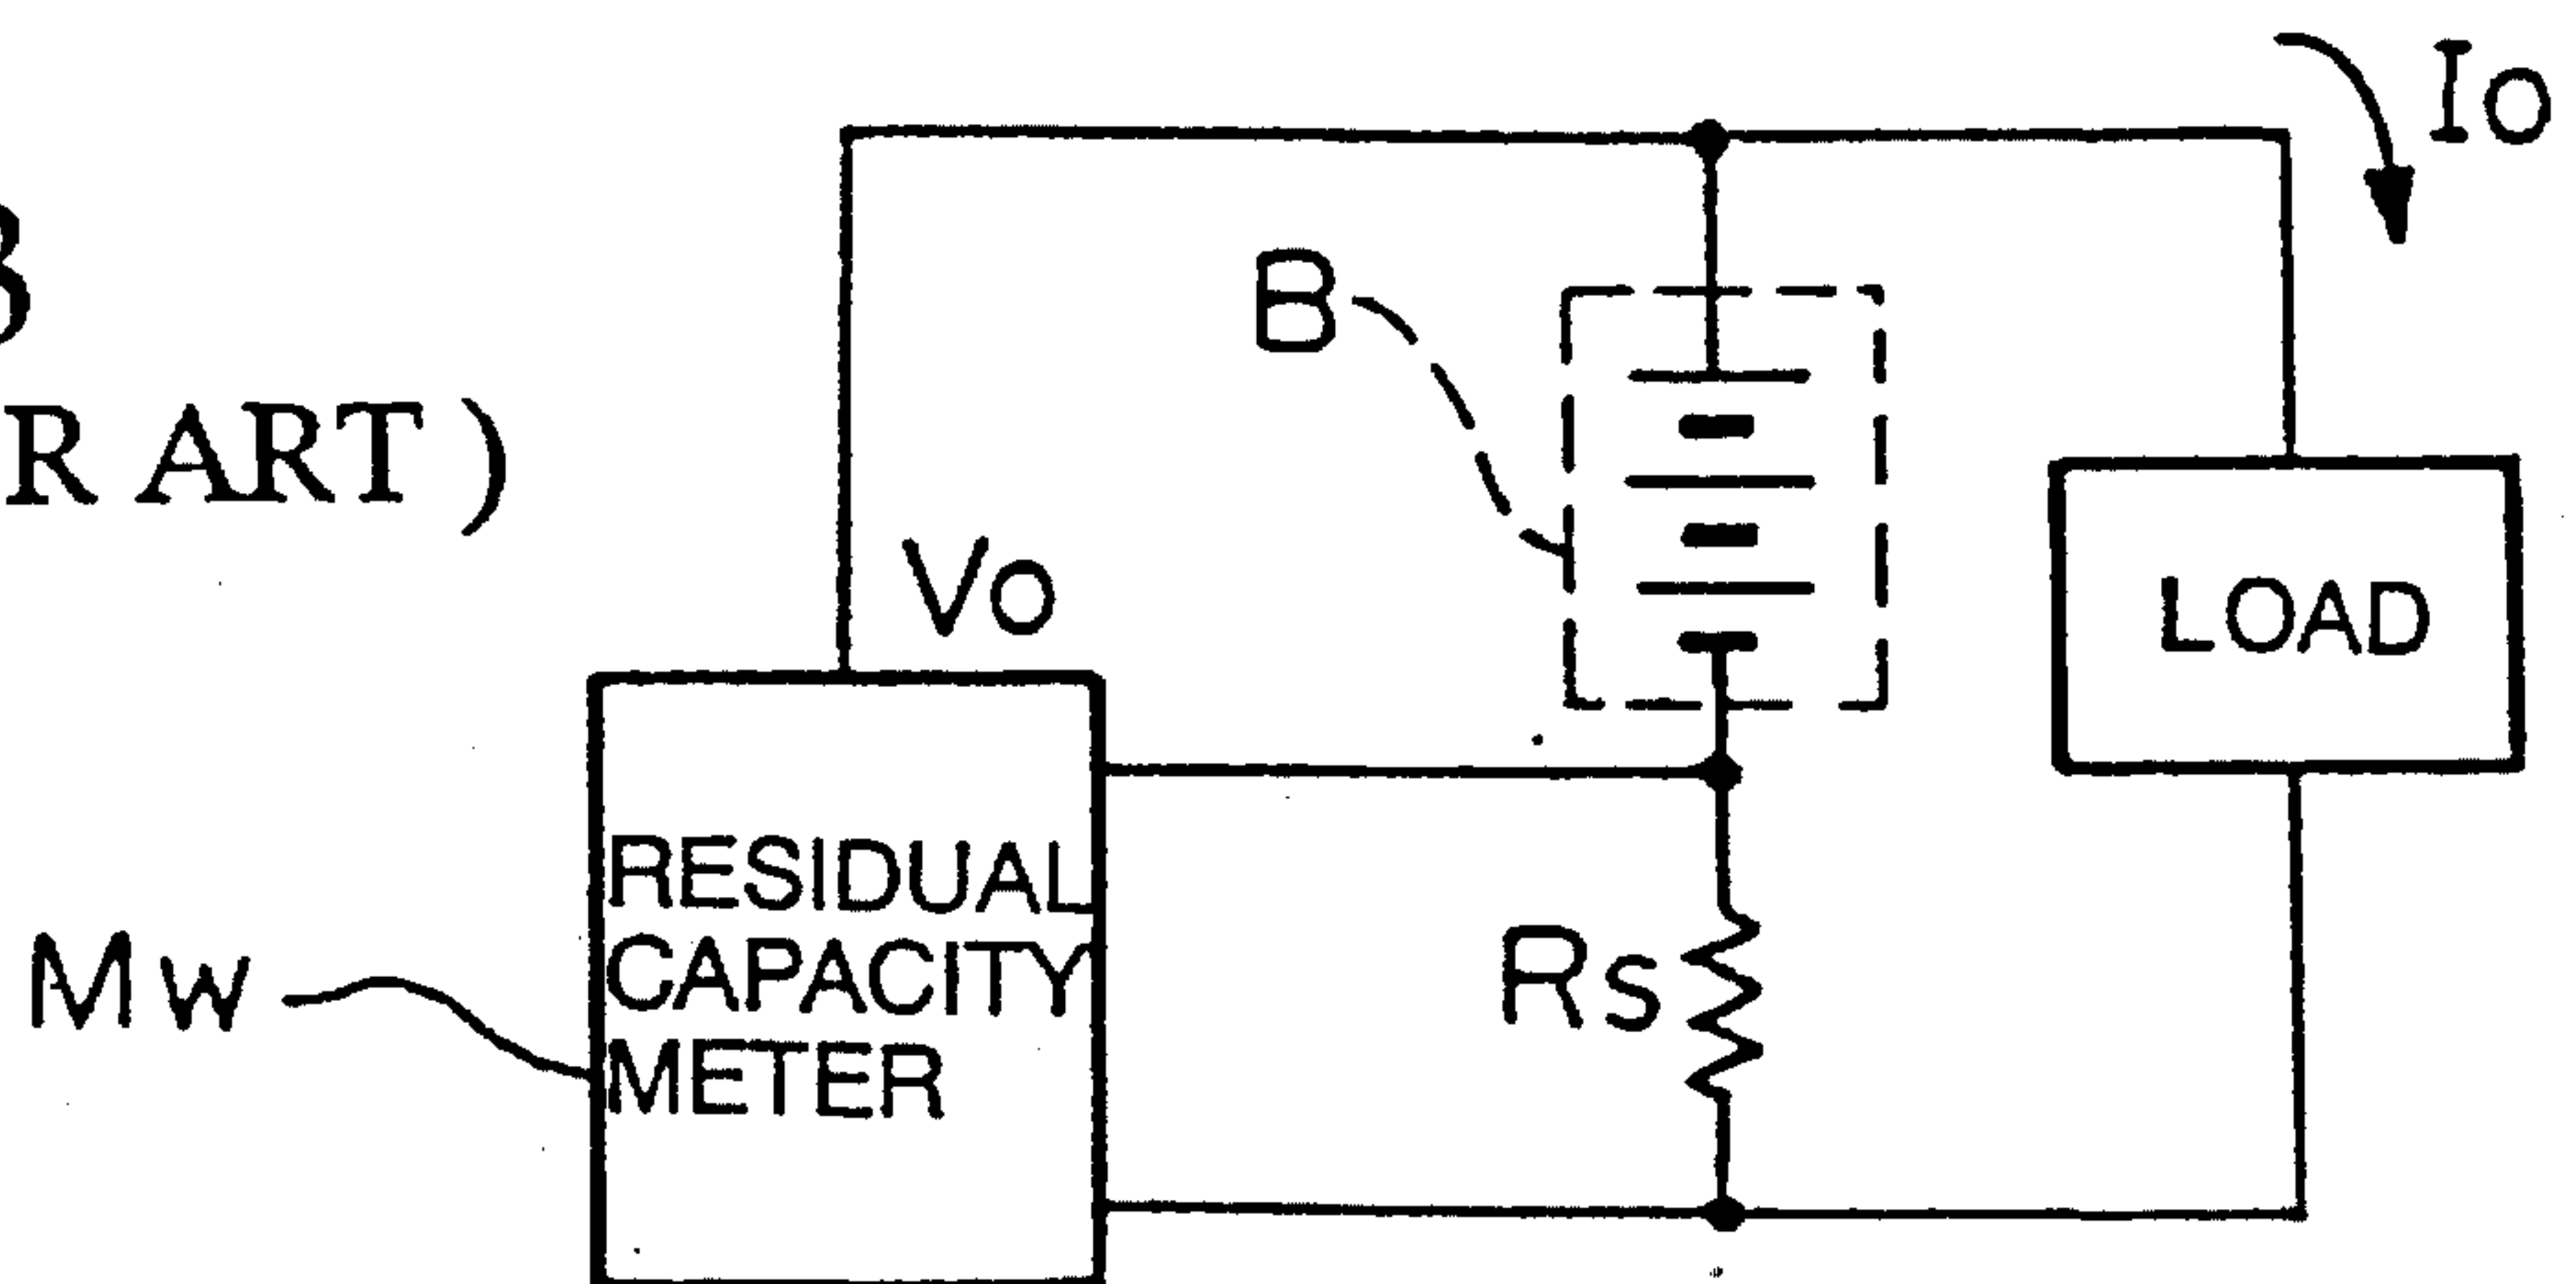 R ART)
Io
B
Vo
LOAD
RESIDUAL
CAPACITY
METER
Mw
Rs